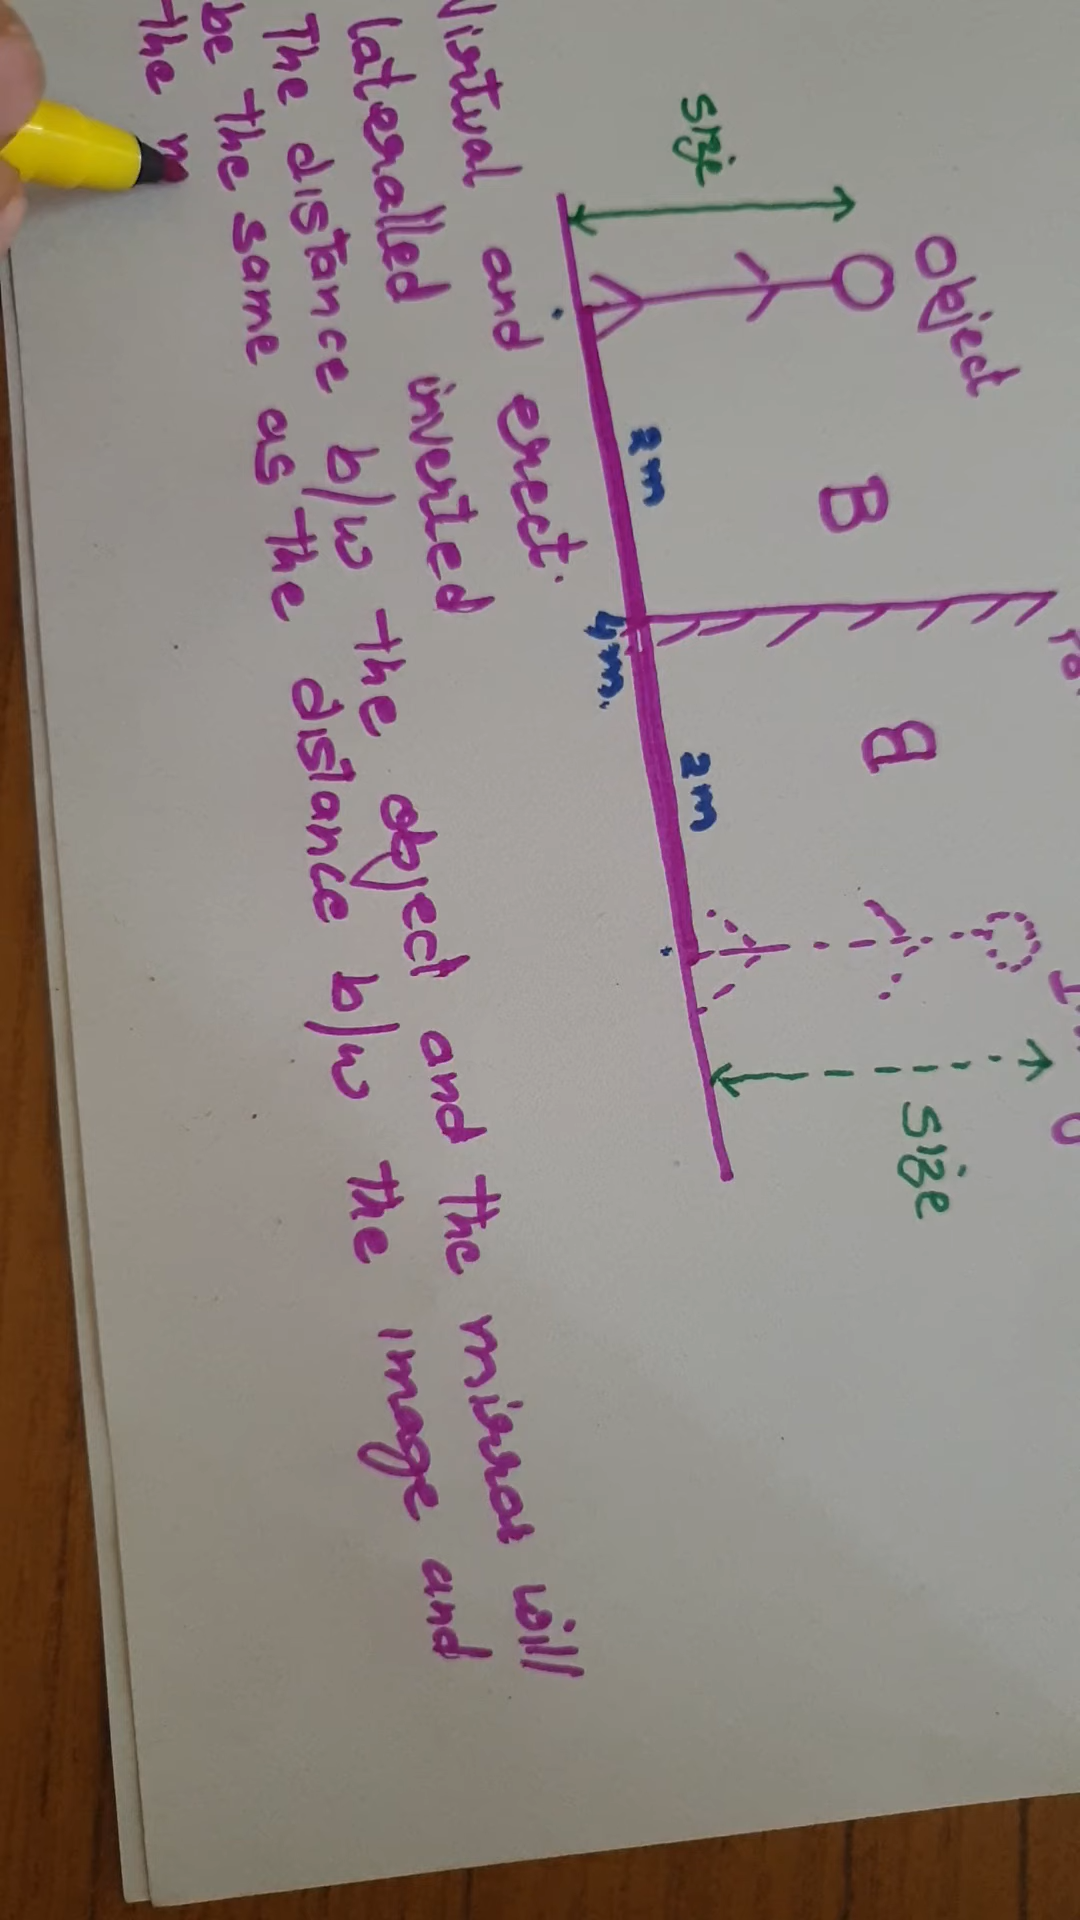 Object
size
B
B
size
2m
2m
4m.
Virtual and erect.
lateralled inverted
The distance b/w the object and the mirror will
be the same as the distance b/w the image and
the